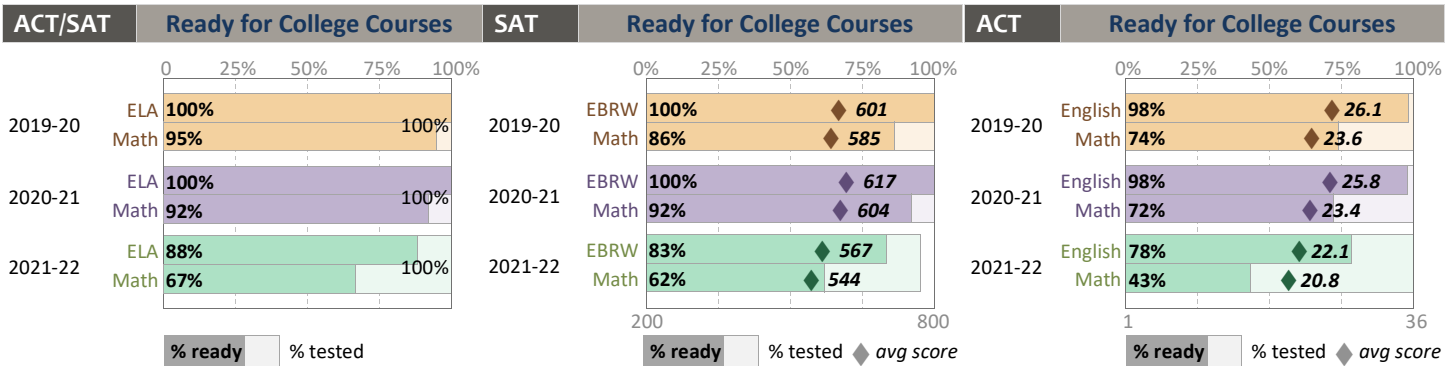 ACT/SAT Ready for College Courses
0 25% 50% 75% 100%
2019-20
ELA 100%
Math 95% 100%
2020-21
ELA 100%
Math 92% 100%
2021-22
ELA 88%
Math 67% 100%
% ready % tested
SAT Ready for College Courses
0% 50% 75% 100%
2019-20
EBRW 100% 601
Math 86% 585
2020-21
EBRW 100% 617
Math 92% 604
2021-22
EBRW 83% 567
Math 62% 544
200 800
% ready % tested avg score
ACT Ready for College Courses
0% 25% 50% 75% 100%
2019-20
English 98% 26.1
Math 74% 23.6
2020-21
English 98% 25.8
Math 72% 23.4
2021-22
English 78% 22.1
Math 43% 20.8
1 36
% ready % tested avg score